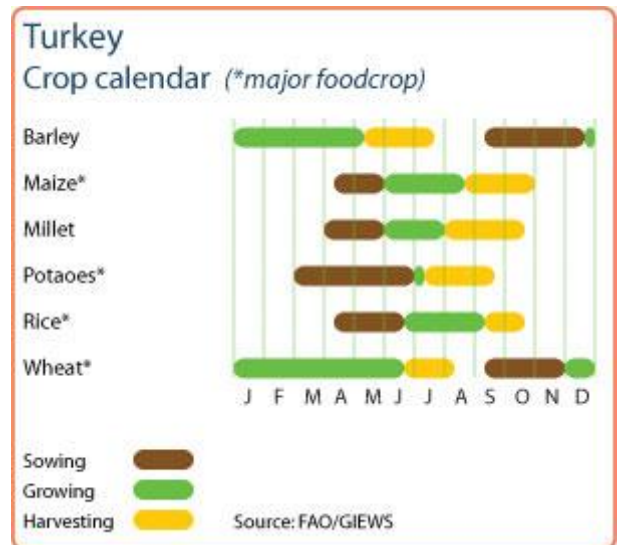 Turkey
Crop calendar (*major foodcrop)
Barley
Maize*
Millet
Potaoes*
Rice*
Wheat*
J F M A M J J A S O N D
Sowing
Growing
Harvesting
Source: FAO/GIEWS